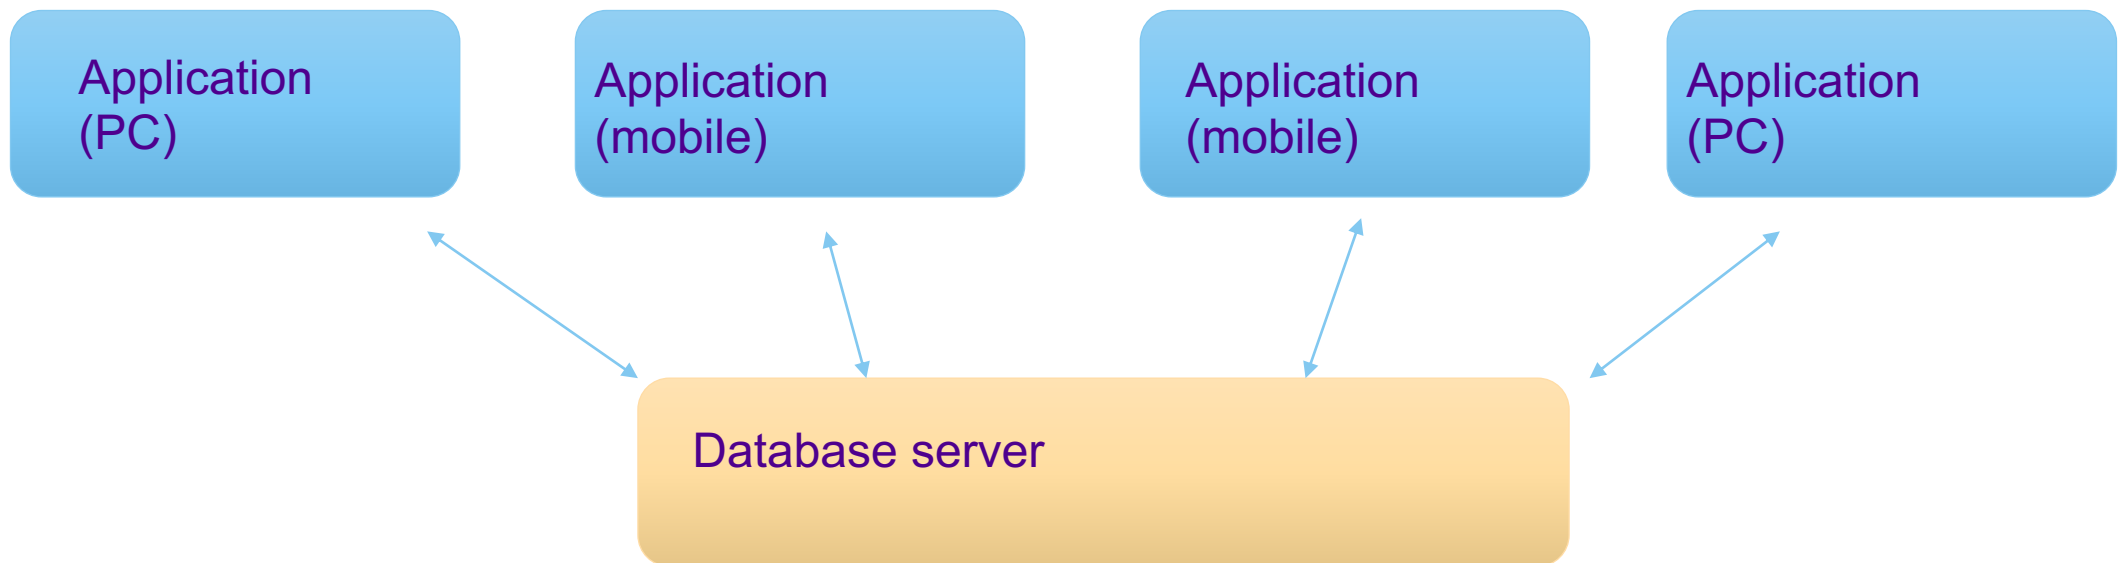 Application
(PC)
Application
(mobile)
Application
(mobile)
Application
(PC)
Database server